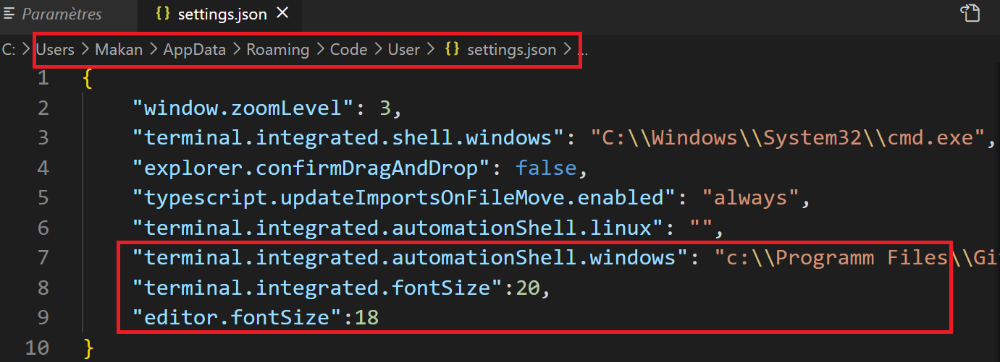 Paramètres {} settings.json ×
C: > Users > Makan > AppData > Roaming > Code > User > {} settings.json > ...
1 {
2 "window.zoomLevel": 3,
3 "terminal.integrated.shell.windows": "C:\\Windows\\System32\\cmd.exe",
4 "explorer.confirmDragAndDrop": false,
5 "typescript.updateImportsOnFileMove.enabled": "always",
6 "terminal.integrated.automationShell.linux": "",
7 "terminal.integrated.automationShell.windows": "c:\\Programm Files\\Gi
8 "terminal.integrated.fontSize":20,
9 "editor.fontSize":18
10 }